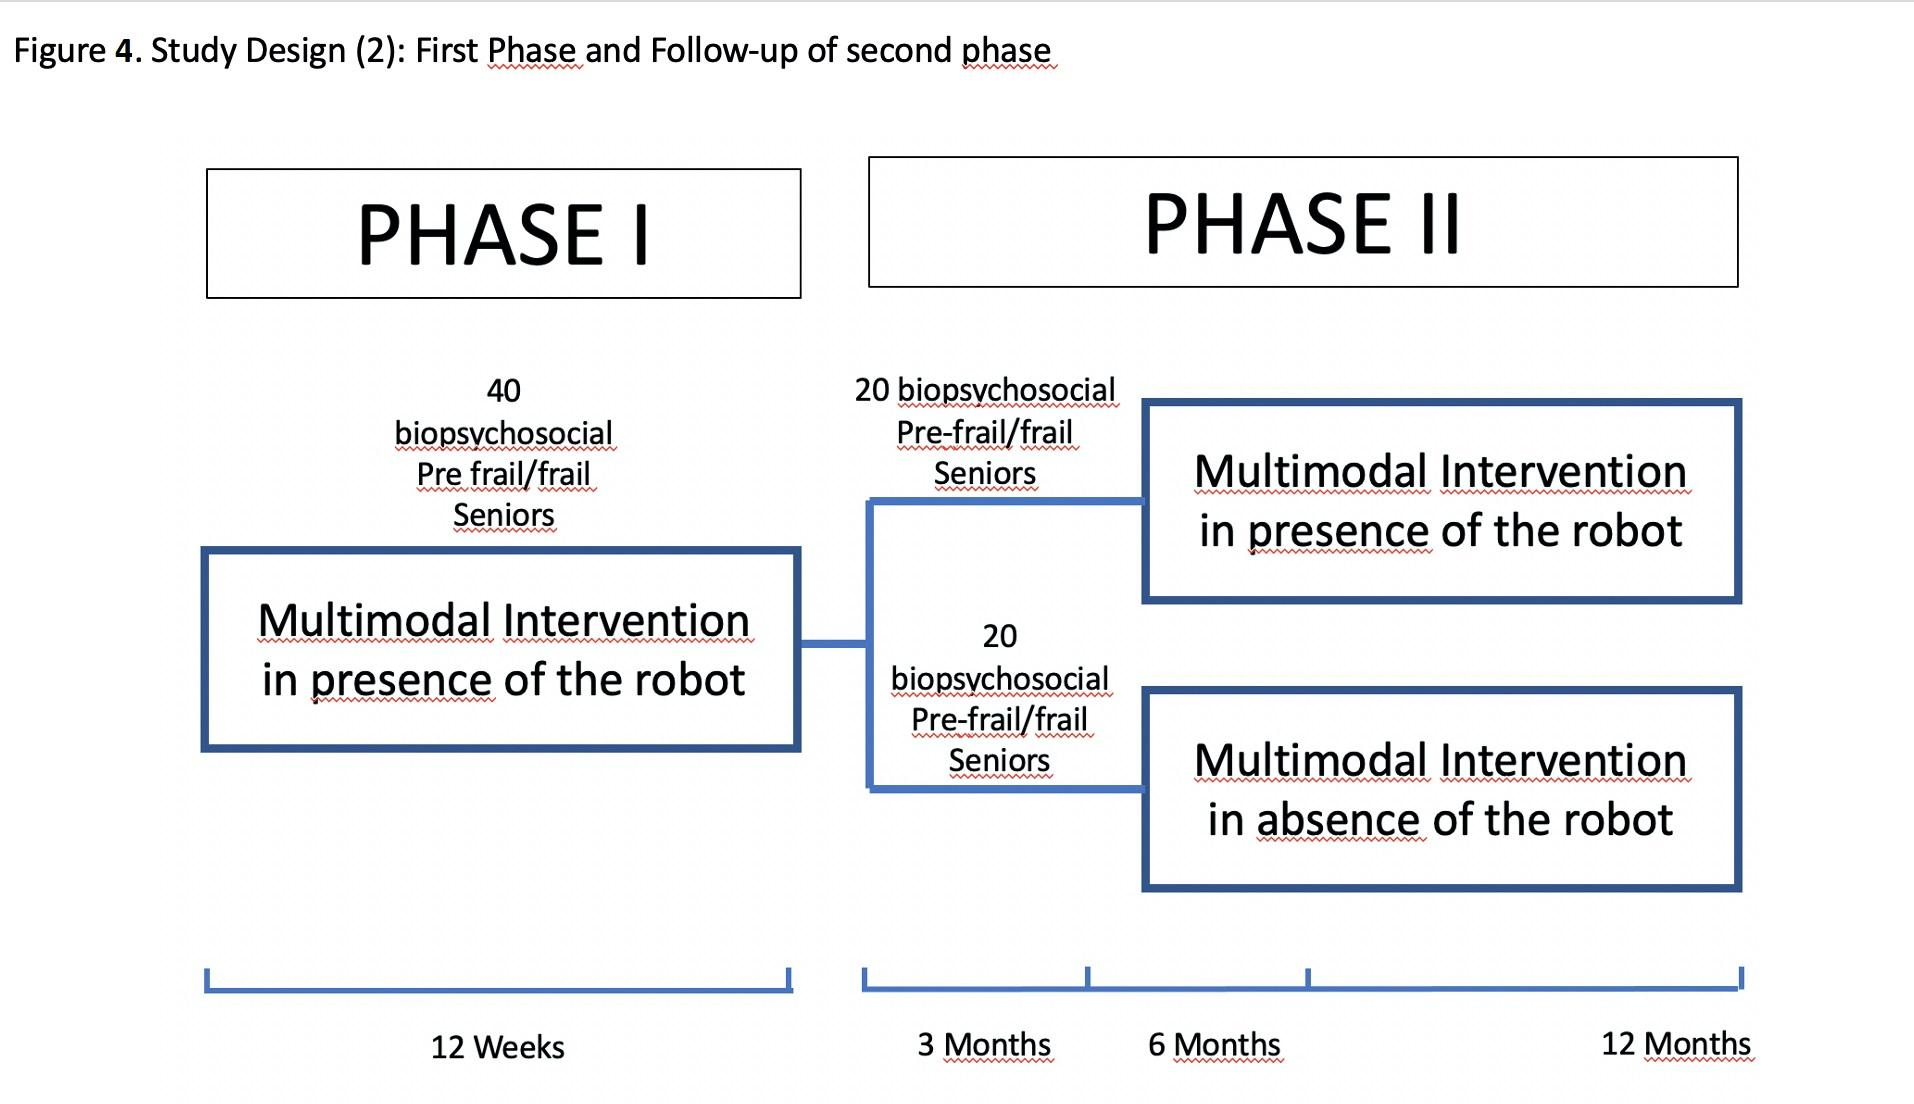 Figure 4. Study Design (2): First Phase and Follow-up of second phase
PHASE I
PHASE II
40
biopsychosocial
Pre frail/frail
Seniors
Multimodal Intervention
in presence of the robot
20 biopsychosocial
Pre-frail/frail
Seniors
Multimodal Intervention
in presence of the robot
20
biopsychosocial
Pre-frail/frail
Seniors
Multimodal Intervention
in absence of the robot
12 Weeks
3 Months
6 Months
12 Months